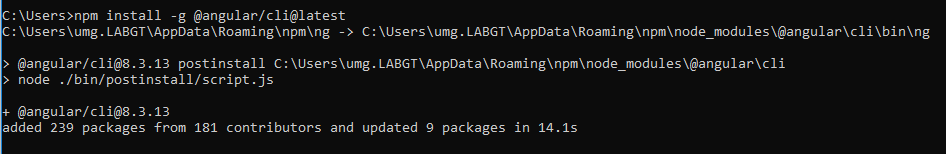 C:\Users>npm install -g @angular/cli@latest
C:\Users\umg.LABGT\AppData\Roaming\npm\ng -> C:\Users\umg.LABGT\AppData\Roaming\npm\node_modules\@angular\cli\bin\ng
> @angular/cli@8.3.13 postinstall C:\Users\umg.LABGT\AppData\Roaming\npm\node_modules\@angular\cli
> node ./bin/postinstall/script.js
+ @angular/cli@8.3.13
added 239 packages from 181 contributors and updated 9 packages in 14.1s